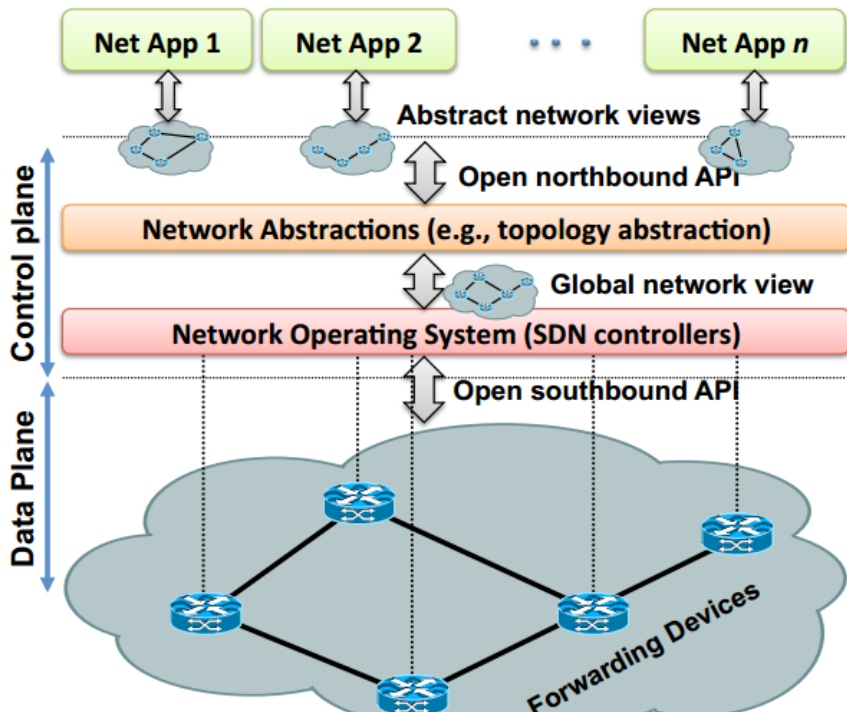 Net App 1
Net App 2
Net App n
Abstract network views
Open northbound API
Network Abstractions (e.g., topology abstraction)
Global network view
Network Operating System (SDN controllers)
Open southbound API
Control plane
Data Plane
Forwarding Devices